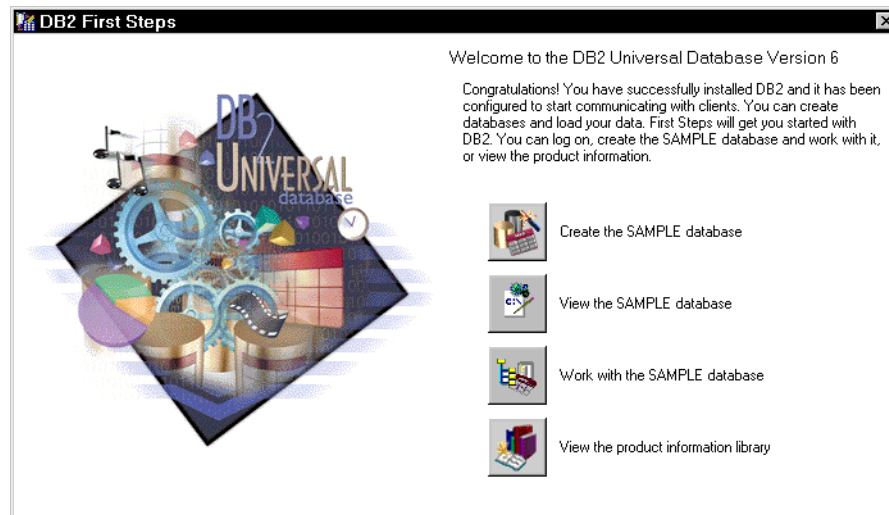 DB2 First Steps
Welcome to the DB2 Universal Database Version 6
Congratulations! You have successfully installed DB2 and it has been
configured to start communicating with clients. You can create
databases and load your data. First Steps will get you started with
DB2. You can log on, create the SAMPLE database and work with it,
or view the product information.
DB2
UNIVERSAL
database
Create the SAMPLE database
View the SAMPLE database
Work with the SAMPLE database
View the product information library